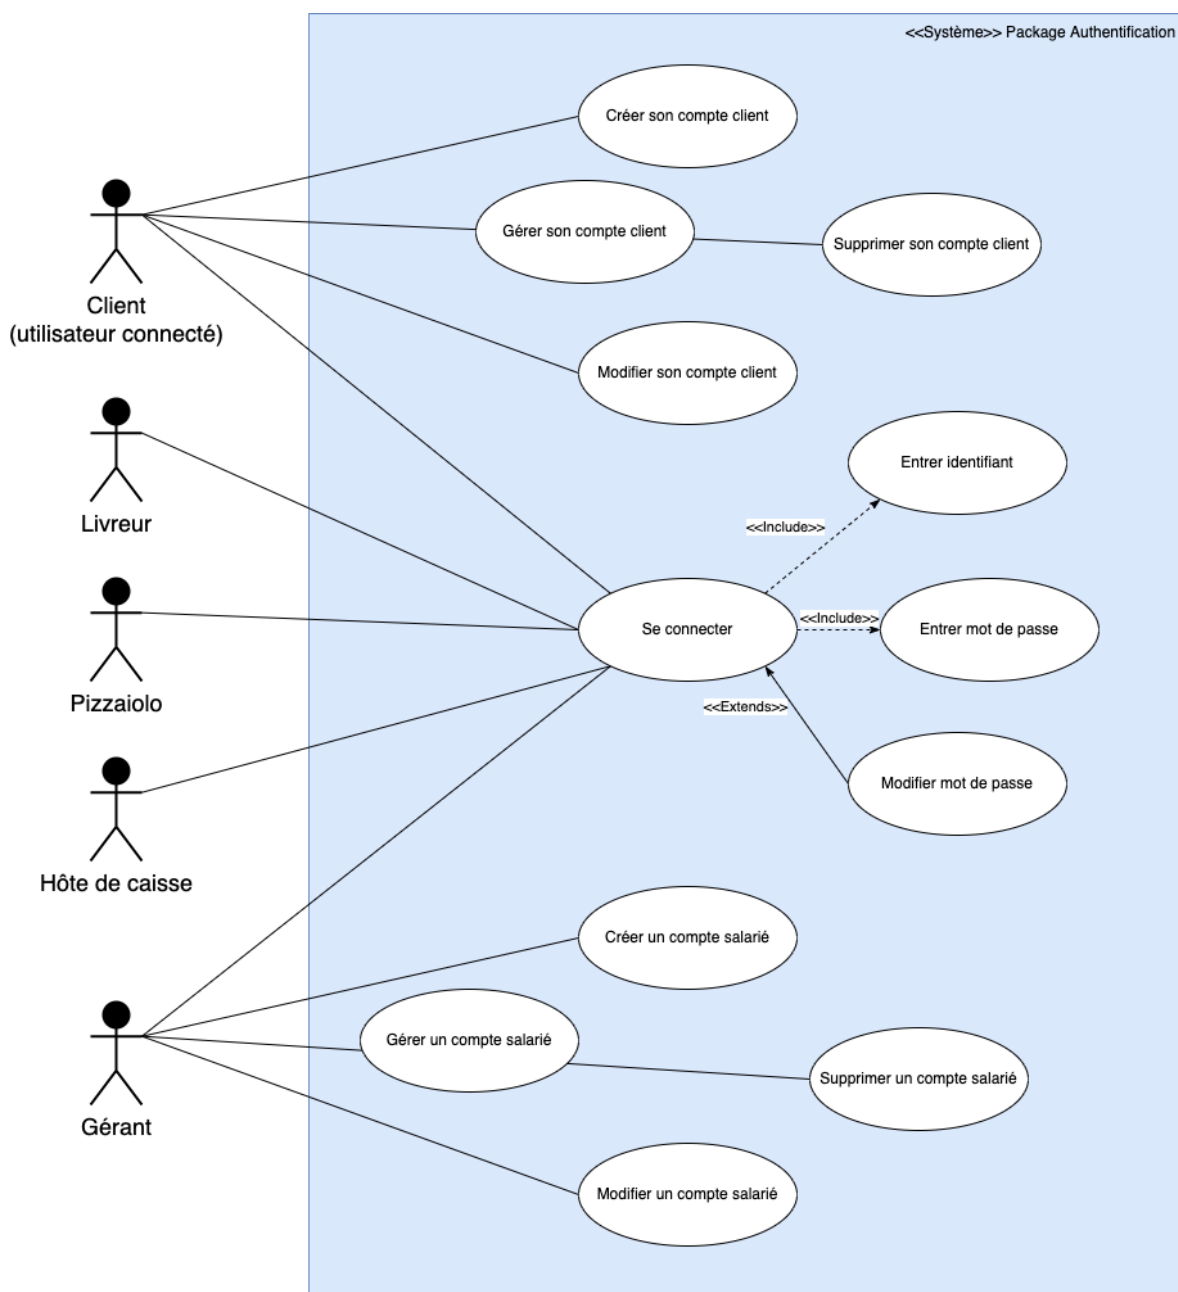 <<Système>> Package Authentification
Créer son compte client
Gérer son compte client
Supprimer son compte client
Client
(utilisateur connecté)
Modifier son compte client
Entrer identifiant
Livreur
<<Include>>
<<Include>>
Se connecter
Entrer mot de passe
Pizzaiolo
<<Extends>>
Modifier mot de passe
Hôte de caisse
Créer un compte salarié
Gérer un compte salarié
Supprimer un compte salarié
Gérant
Modifier un compte salarié